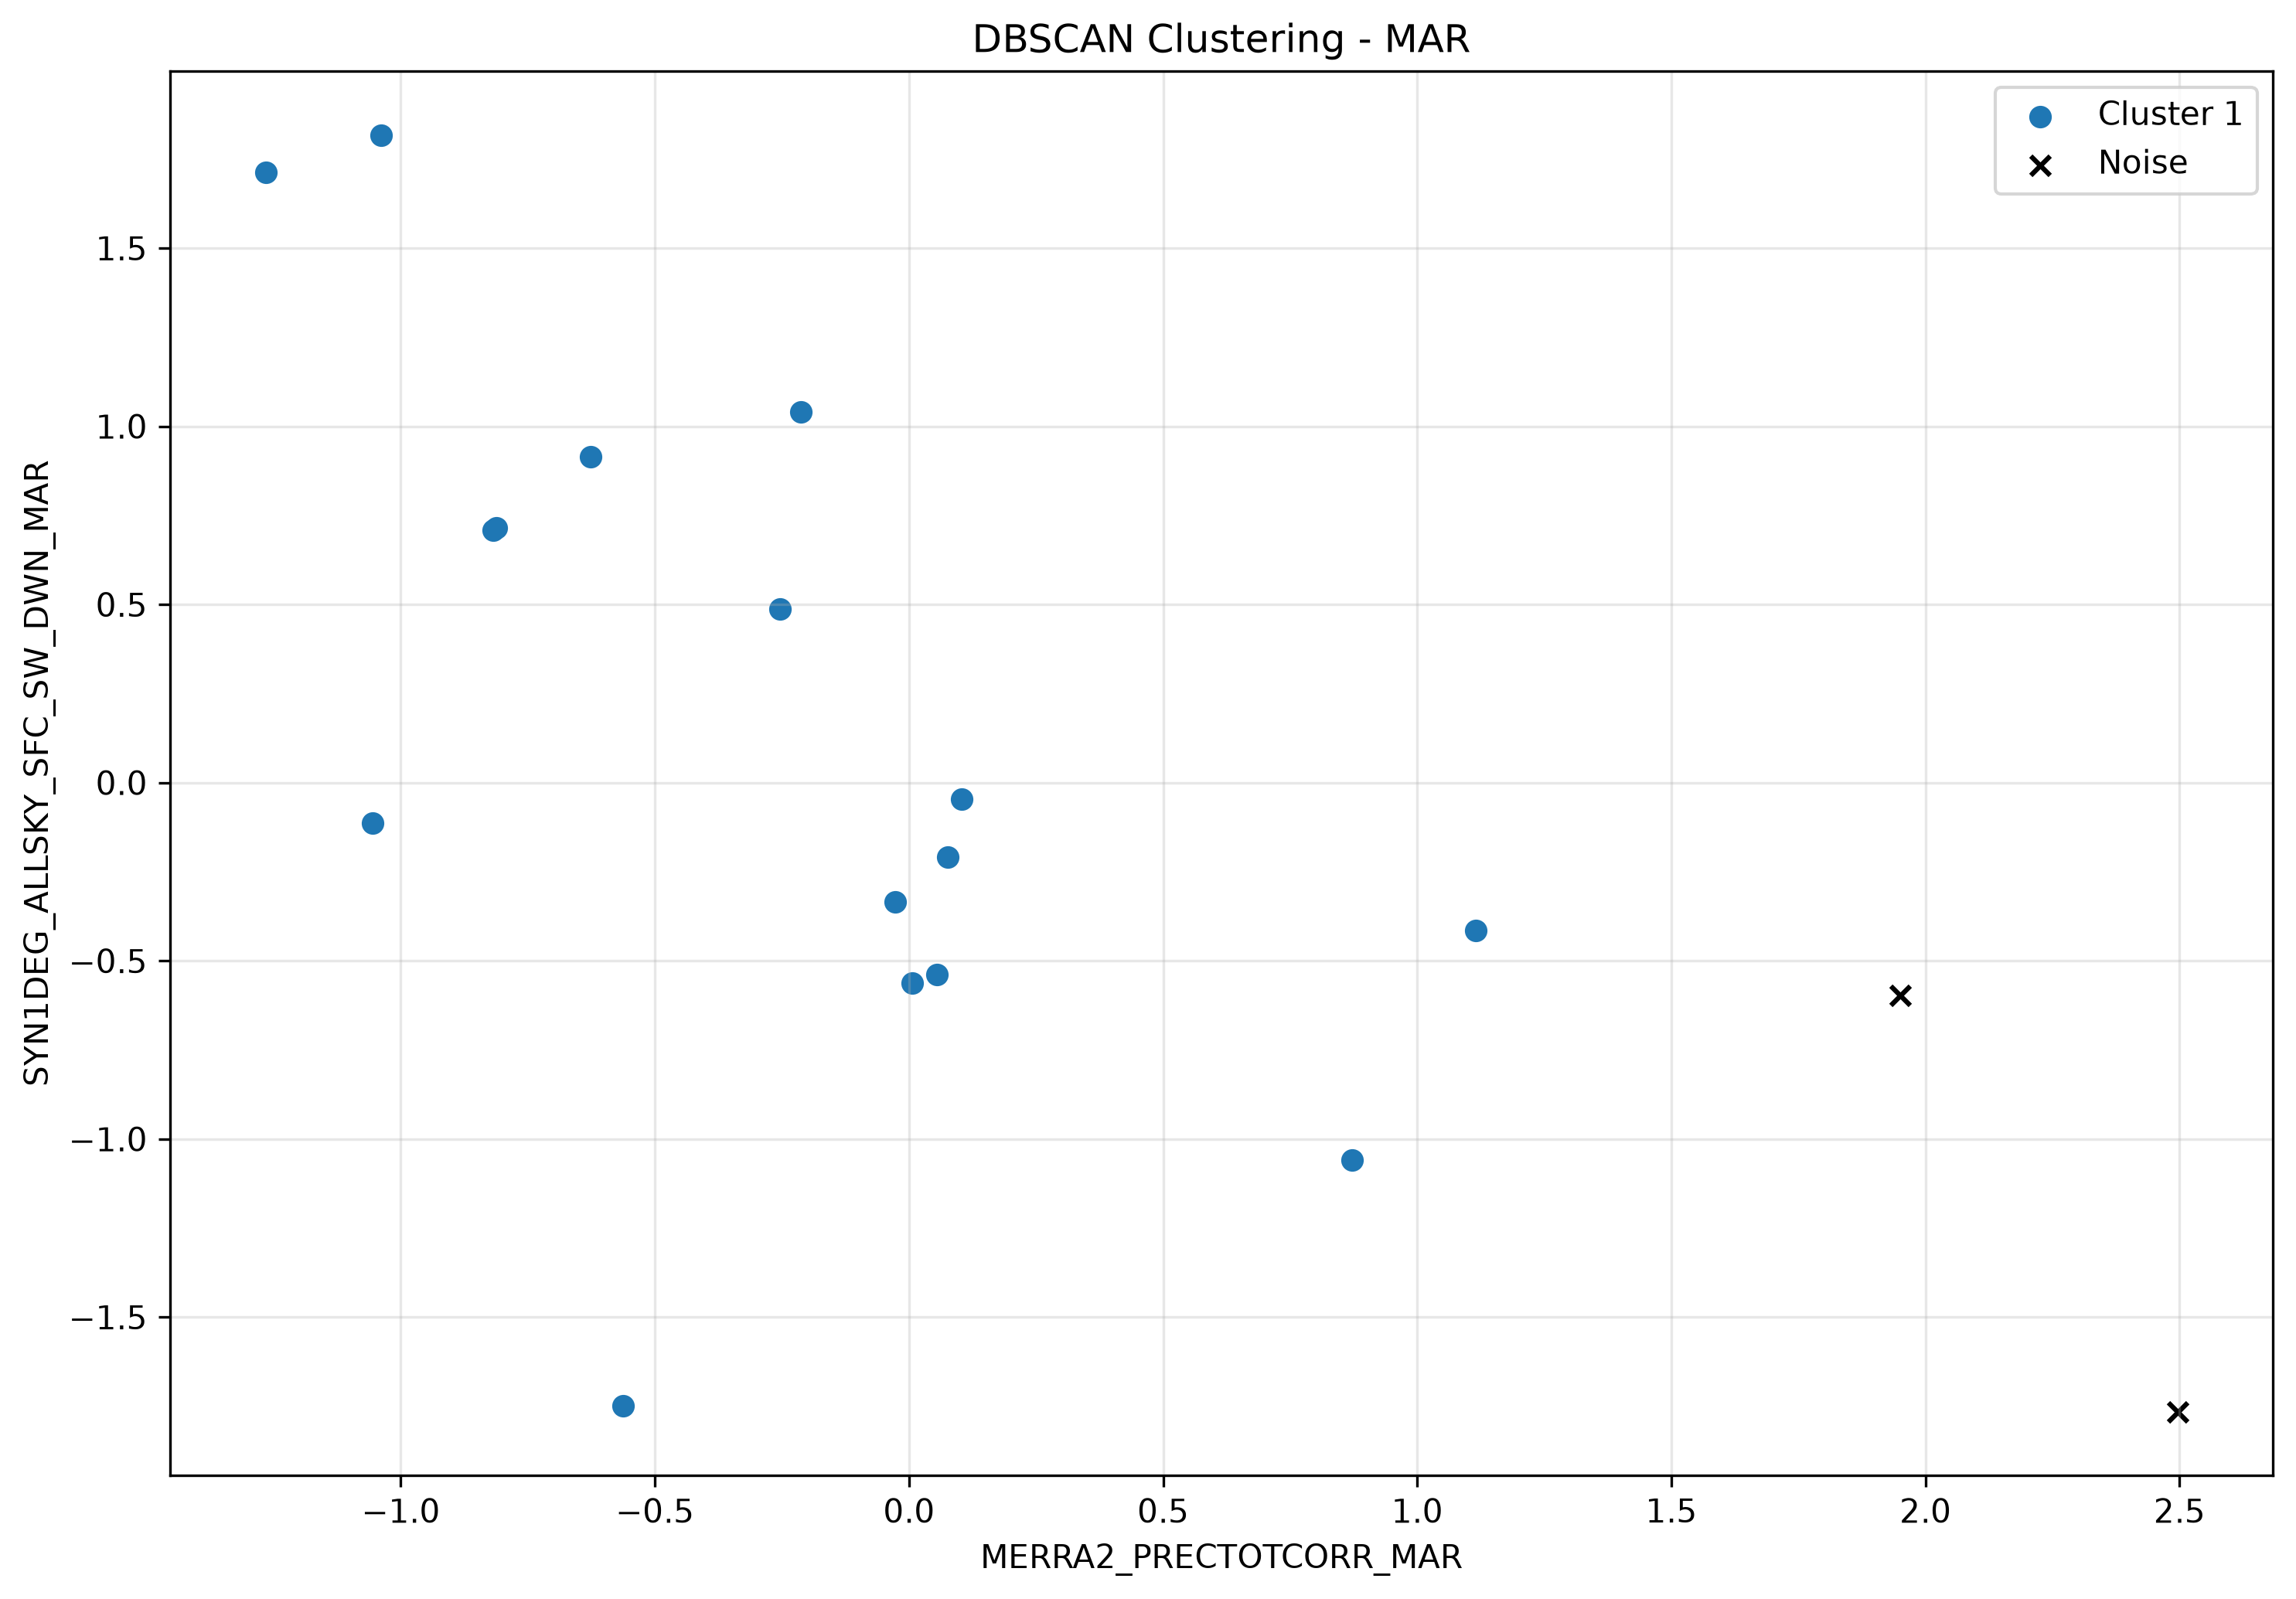 DBSCAN Clustering - MAR
Cluster 1
Noise
SYN1DEG_ALLSKY_SFC_SW_DWN_MAR
1.5
1.0
0.5
0.0
−0.5
−1.0
−1.5
−1.0 −0.5 0.0 0.5 1.0 1.5 2.0 2.5
MERRA2_PRECTOTCORR_MAR